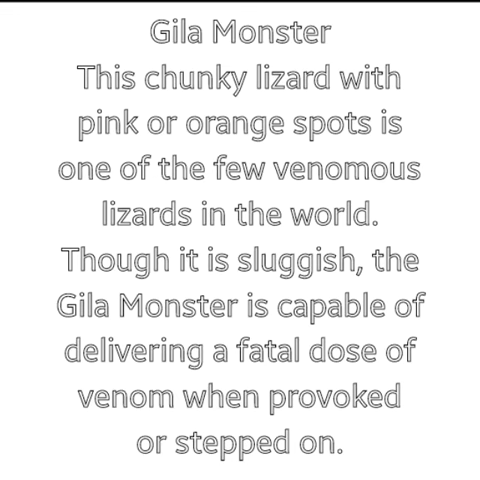 Gila Monster
This chunky lizard with
pink or orange spots is
one of the few venomous
lizards in the world.
Though it is sluggish, the
Gila Monster is capable of
delivering a fatal dose of
venom when provoked
or stepped on.